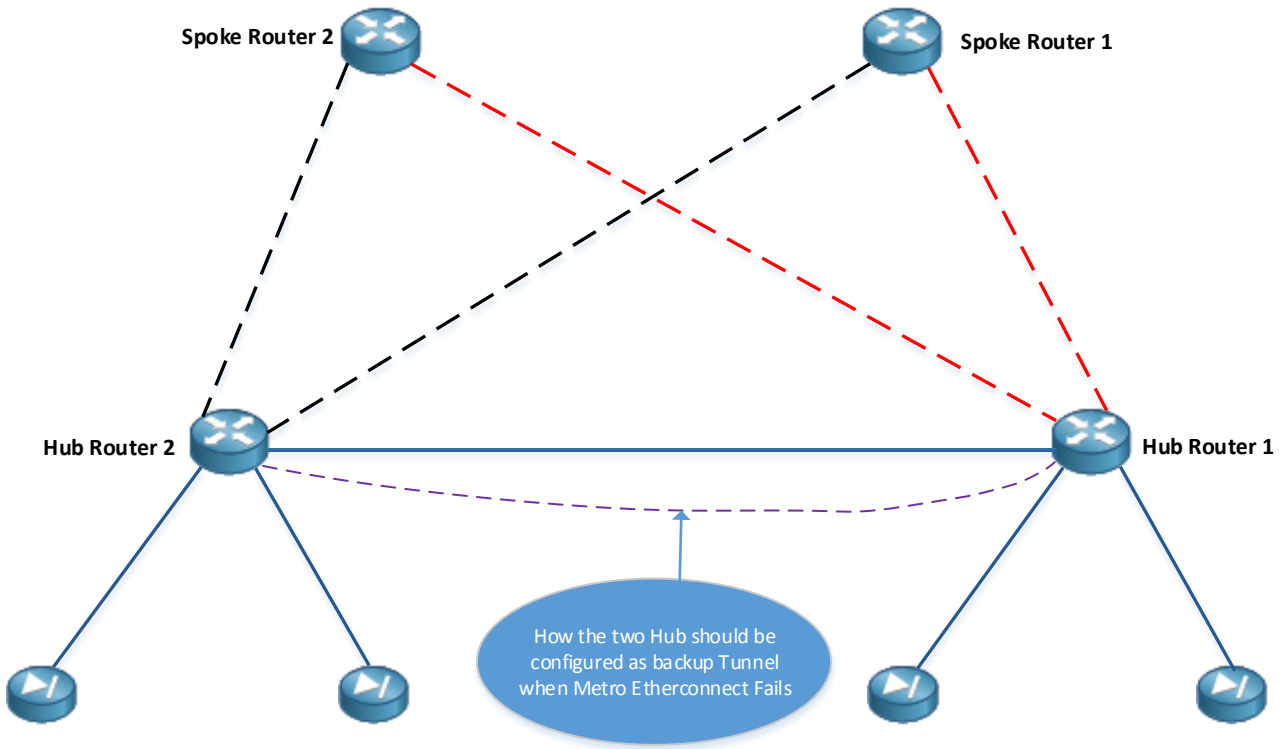 Spoke Router 2
Spoke Router 1
Hub Router 2
Hub Router 1
How the two Hub should be
configured as backup Tunnel
when Metro Etherconnect Fails